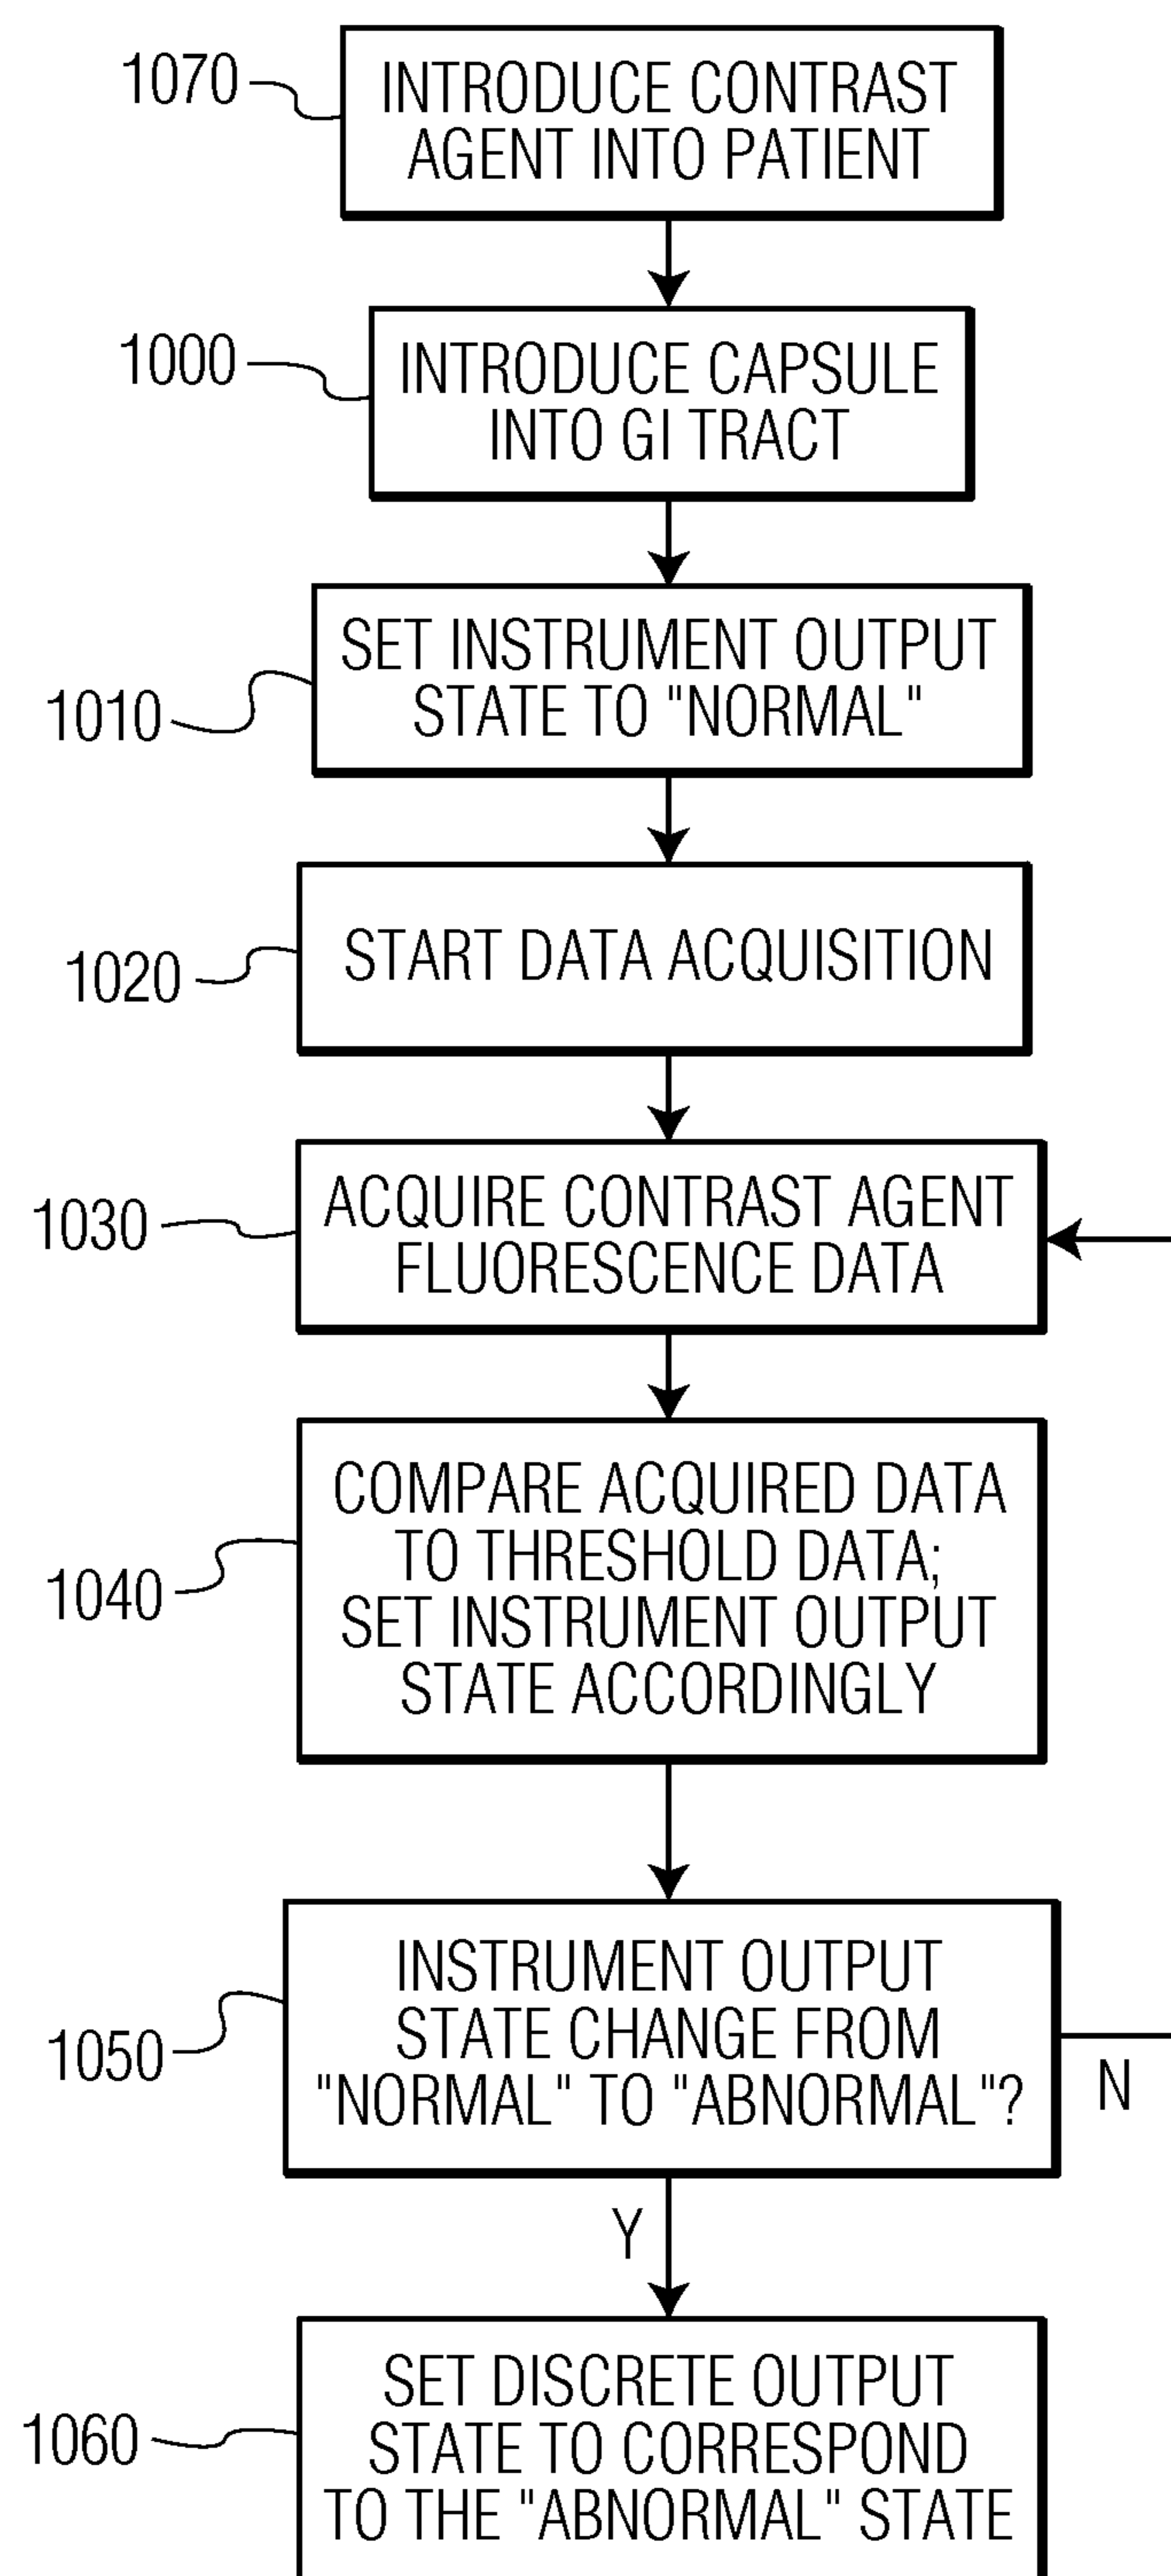 1070
INTRODUCE CONTRAST
AGENT INTO PATIENT
1000
INTRODUCE CAPSULE
INTO GI TRACT
1010
SET INSTRUMENT OUTPUT
STATE TO "NORMAL"
1020
START DATA ACQUISITION
1030
ACQUIRE CONTRAST AGENT
FLUORESCENCE DATA
1040
COMPARE ACQUIRED DATA
TO THRESHOLD DATA;
SET INSTRUMENT OUTPUT
STATE ACCORDINGLY
1050
INSTRUMENT OUTPUT
STATE CHANGE FROM
"NORMAL" TO "ABNORMAL"?
N
Y
1060
SET DISCRETE OUTPUT
STATE TO CORRESPOND
TO THE "ABNORMAL" STATE